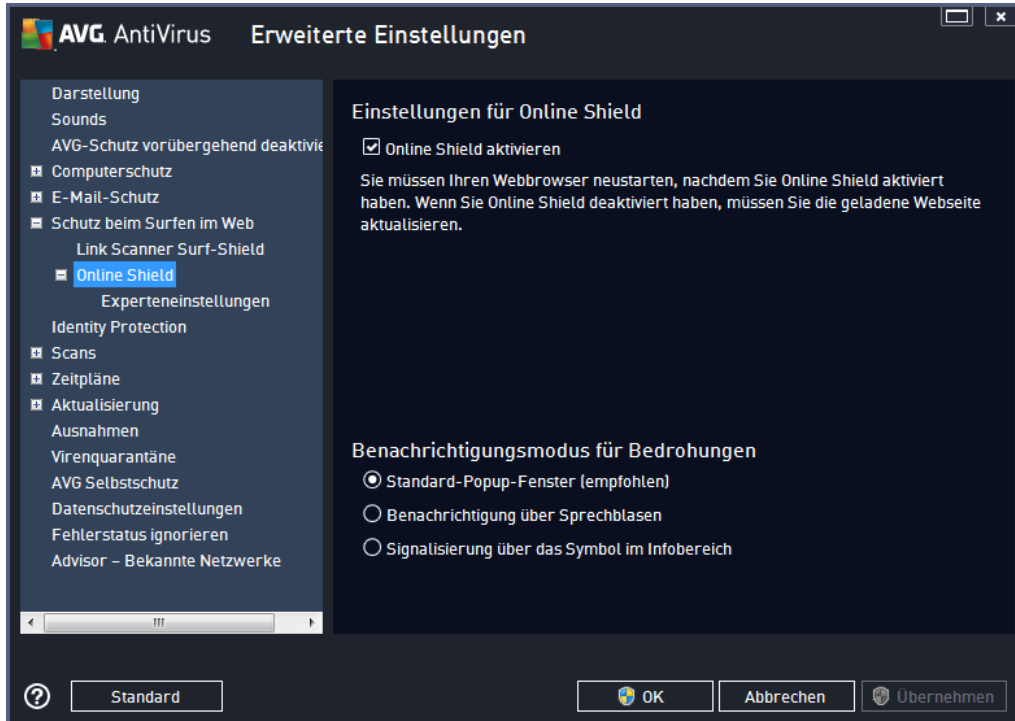 AVG AntiVirus Erweiterte Einstellungen
Darstellung
Sounds
AVG-Schutz vorübergehend deaktivie
Computerschutz
E-Mail-Schutz
Schutz beim Surfen im Web
Link Scanner Surf-Shield
Online Shield
Experteneinstellungen
Identity Protection
Scans
Zeitpläne
Aktualisierung
Ausnahmen
Virenquarantäne
AVG Selbstschutz
Datenschutzeinstellungen
Fehlerstatus ignorieren
Advisor – Bekannte Netzwerke
Einstellungen für Online Shield
Online Shield aktivieren
Sie müssen Ihren Webbrowser neustarten, nachdem Sie Online Shield aktiviert
haben. Wenn Sie Online Shield deaktiviert haben, müssen Sie die geladene Webseite
aktualisieren.
Benachrichtigungsmodus für Bedrohungen
Standard-Popup-Fenster (empfohlen)
Benachrichtigung über Sprechblasen
Signalisierung über das Symbol im Infobereich
? Standard OK Abbrechen Übernehmen